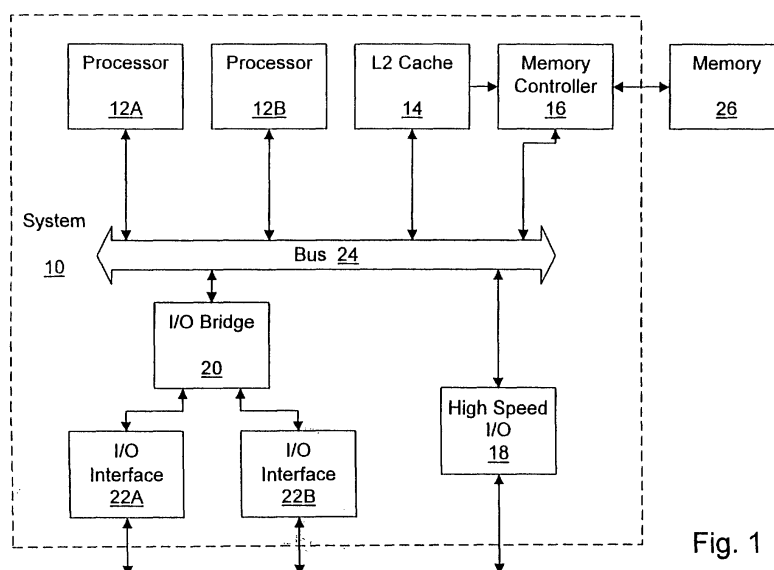 Processor
12A
Processor
12B
L2 Cache
14
Memory
Controller
16
Memory
26
System
10
Bus 24
I/O Bridge
20
High Speed
I/O
18
I/O
Interface
22A
I/O
Interface
22B
Fig. 1